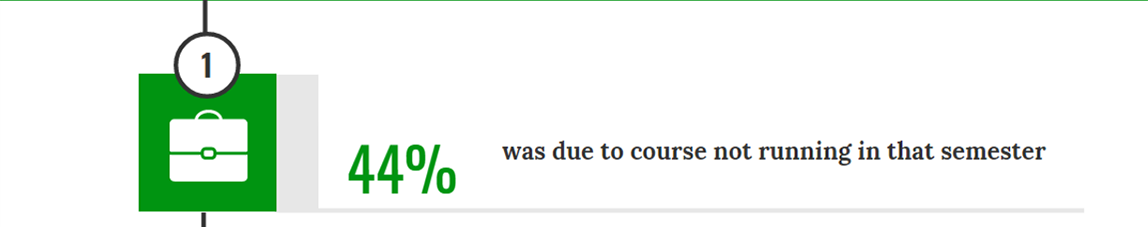 1
44%
was due to course not running in that semester